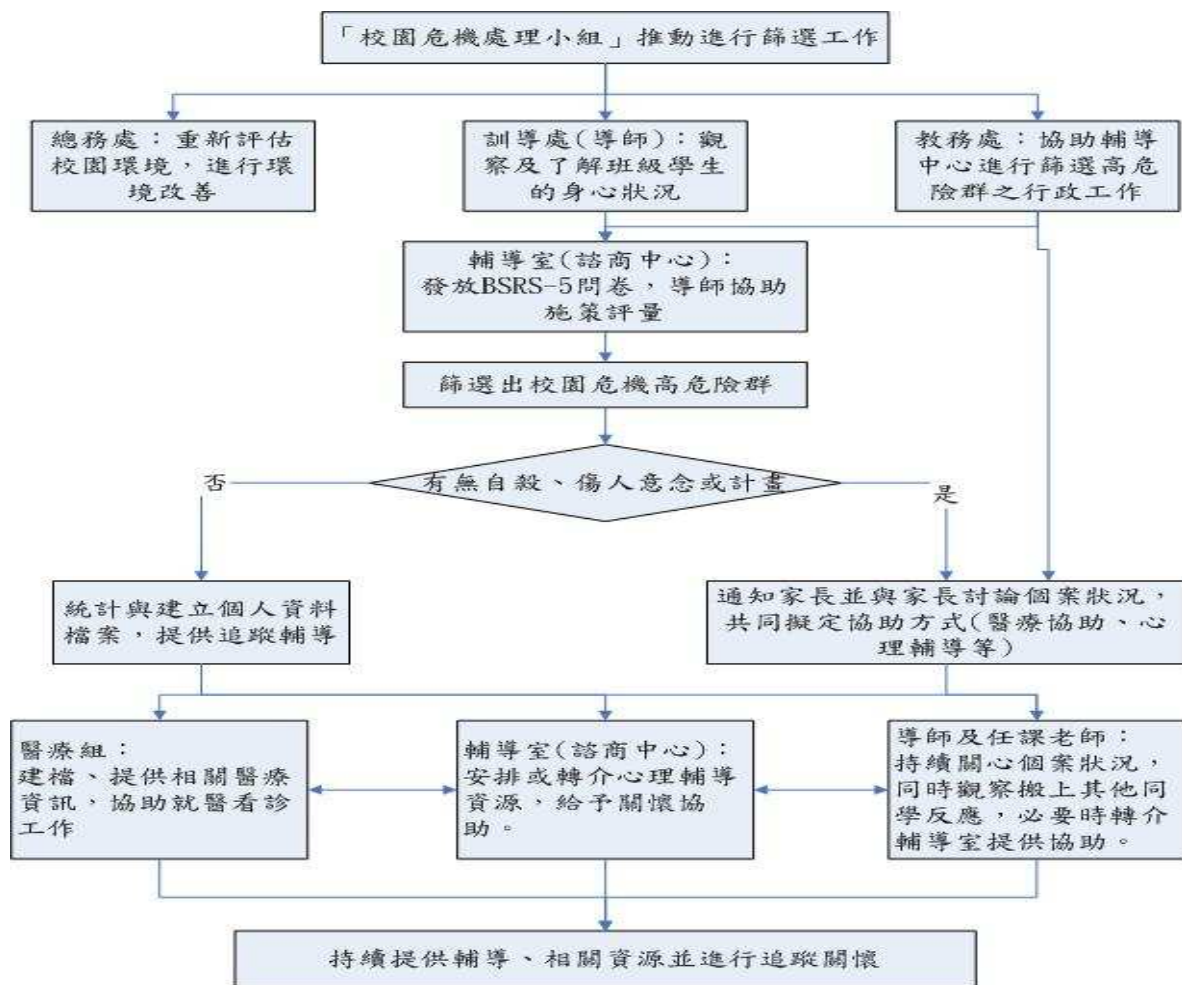 「校園危機處理小組」推動進行篩選工作
總務處：重新評估
校園環境，進行環
境改善
訓導處(導師)：觀
察及了解班級學生
的身心狀況
教務處：協助輔導
中心進行篩選高危
險群之行政工作
輔導室(諮商中心)：
發放BSRS-5問卷，導師協助
施策評量
篩選出校園危機高危險群
有無自殺、傷人意念或計畫
否
是
統計與建立個人資料
檔案，提供追蹤輔導
通知家長並與家長討論個案狀況，
共同擬定協助方式(醫療協助、心
理輔導等)
醫療組：
建檔、提供相關醫療
資訊，協助就醫看診
工作
輔導室(諮商中心)：
安排或轉介心理輔導
資源，給予關懷協
助。
導師及任課老師：
持續關心個案狀況，
同時觀察搬上其他同
學反應，必要時轉介
輔導室提供協助。
持續提供輔導、相關資源並進行追蹤關懷